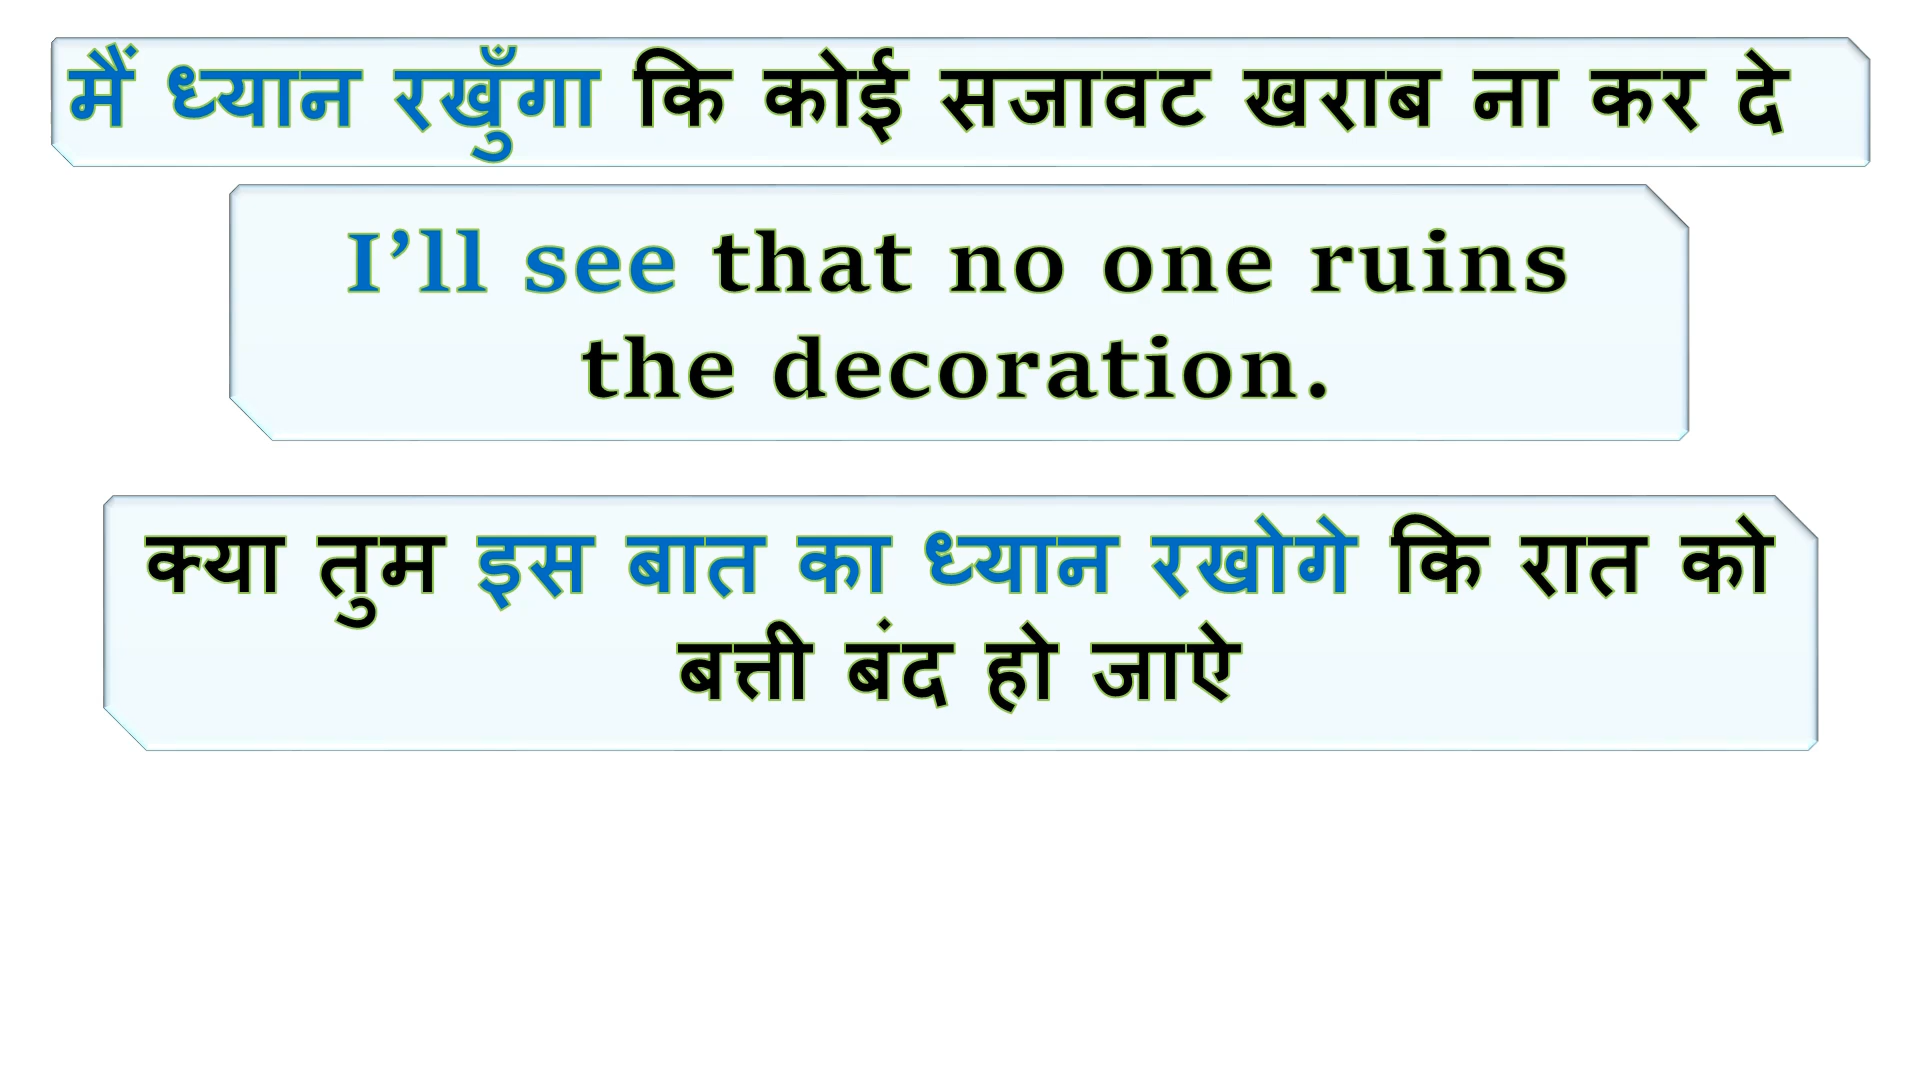 मैं ध्यान रखुँगा कि कोई सजावट खराब ना कर दे
I’ll see that no one ruins
the decoration.
क्या तुम इस बात का ध्यान रखोगे कि रात को
बत्ती बंद हो जाऐ